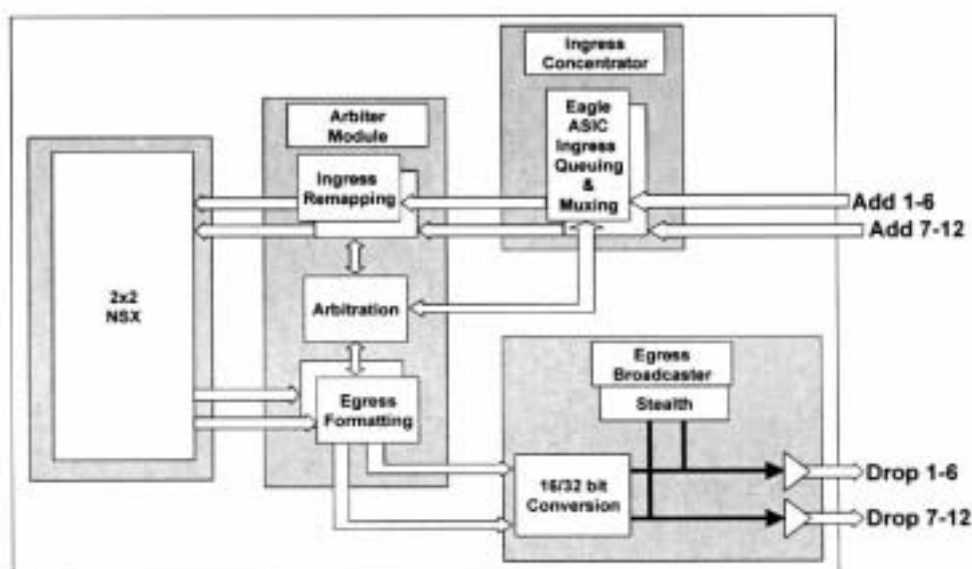 Ingress
Concentrator
Eagle
ASIC
Ingress
Queuing
&
Muxing
Add 1-6
Add 7-12
Arbiter
Module
Ingress
Remapping
2x2
NSX
Arbitration
Egress
Formatting
Egress
Broadcaster
Stealth
16/32 bit
Conversion
Drop 1-6
Drop 7-12